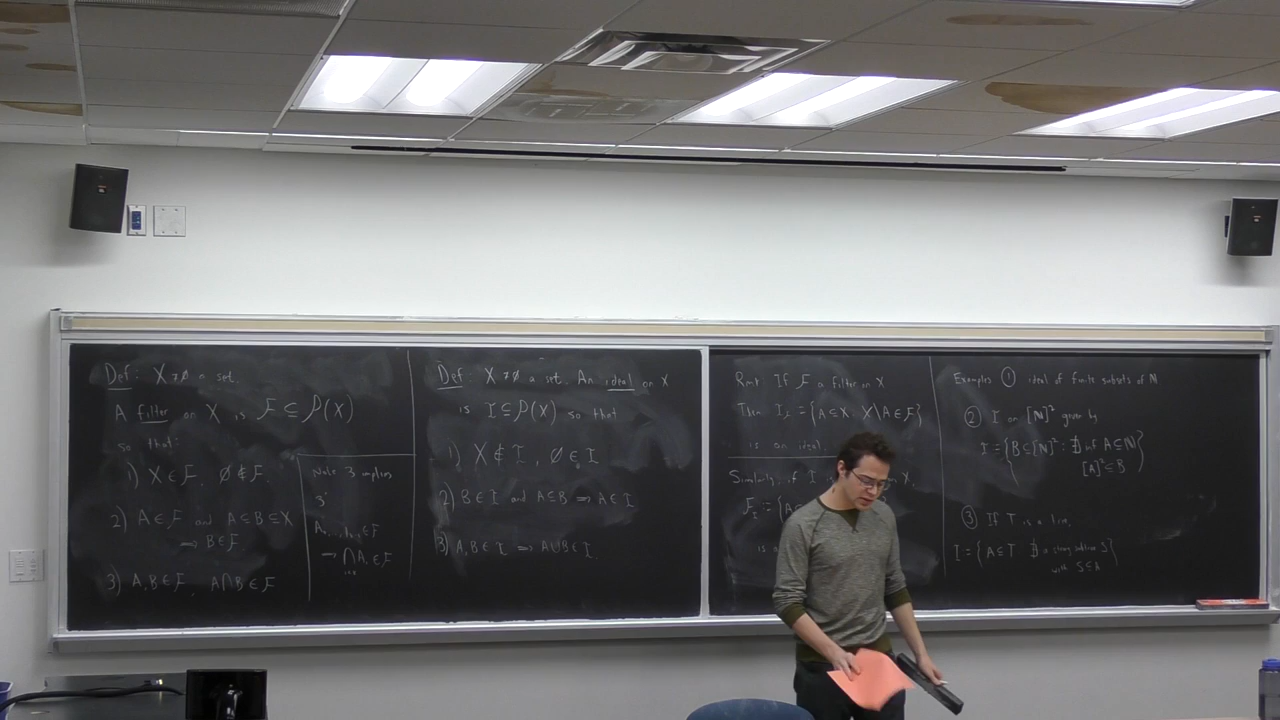 Def: X≠∅ a set.
A filter on X is F ⊆ P(X)
so that:
1) X∈F, ∅∉F.
2) A∈F and A⊆B⊆X
⇒ B∈F.
3) A,B∈F, A∩B∈F
Note 3 implies
3'
A₁,...,Aₙ∈F
→ ⋂Aᵢ∈F
Def: X≠∅ a set. An ideal on X
is I⊆P(X) so that
1) X∉I, ∅∈I
2) B∈I and A⊆B ⇒ A∈I
3) A,B∈I ⇒ A∪B∈I
Rmk If F a filter on X
Then I_F = {A⊆X: X\A∈F}
is an ideal.
Similarly, if I X,
F_I = {A
is a
Examples ① ideal of finite subsets of N
② I on [N]² given by
I = {B⊆[N]² : ∄ inf A⊆N
[A]²⊆B}
③ If T is a
I = {A⊆T ∄ a strong subtree S
with S⊆A}